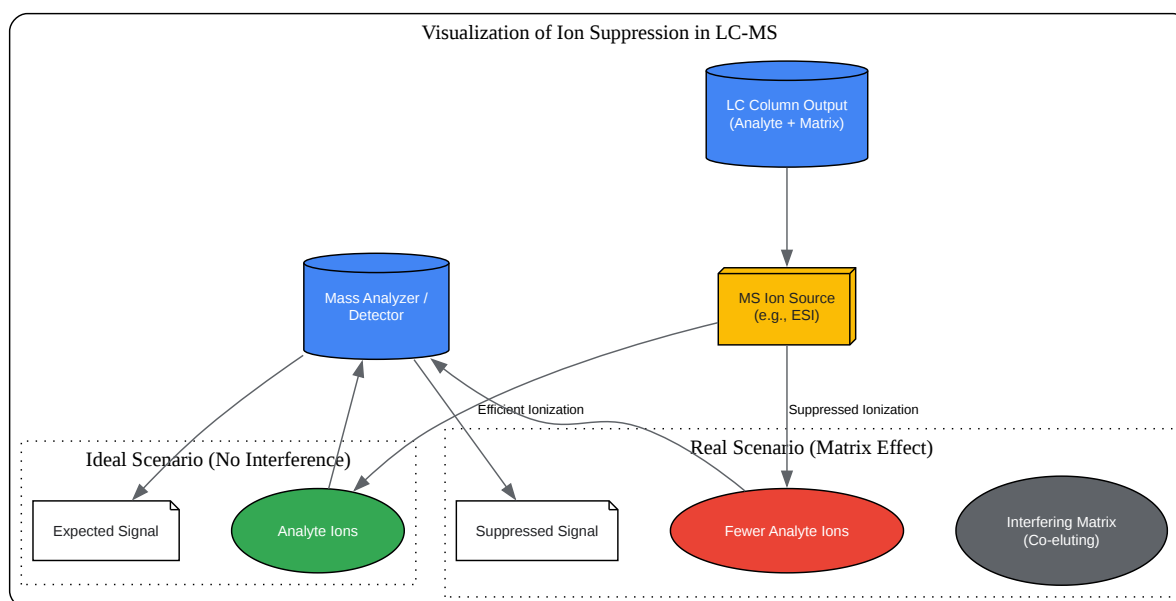 Visualization of Ion Suppression in LC-MS
LC Column Output
(Analyte + Matrix)
Mass Analyzer /
Detector
MS Ion Source
(e.g., ESI)
Efficient Ionization
Suppressed Ionization
Ideal Scenario (No Interference)
Real Scenario (Matrix Effect)
Expected Signal
Analyte Ions
Suppressed Signal
Fewer Analyte Ions
Interfering Matrix
(Co-eluting)